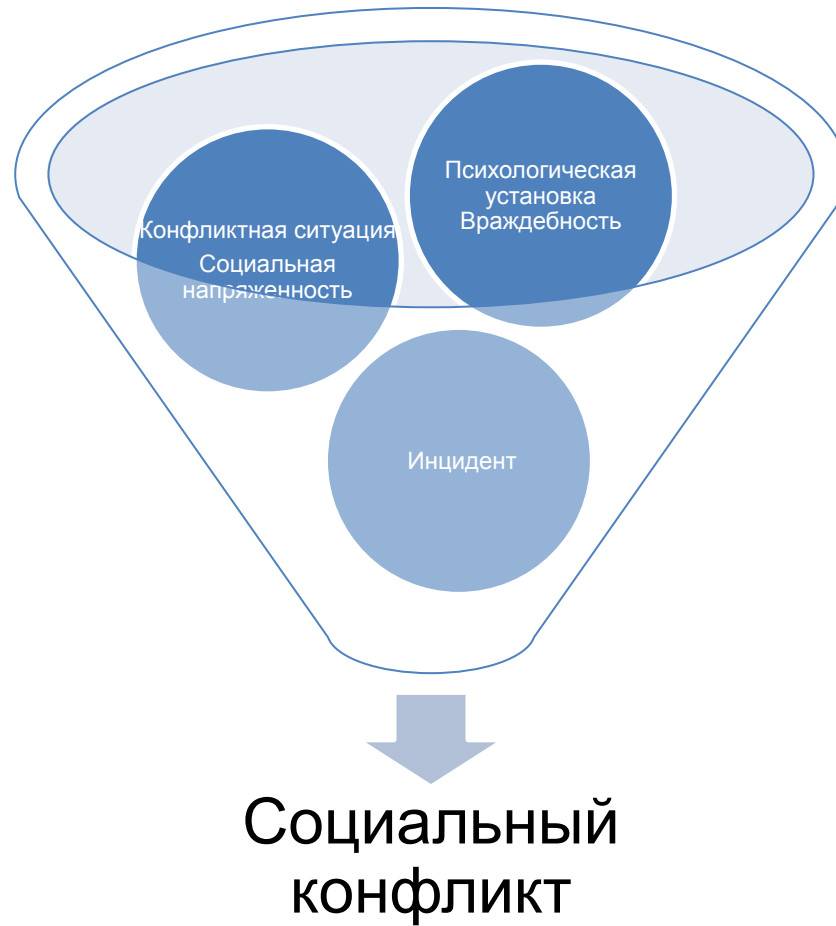 Психологическая
установка
Враждебность
Конфликтная ситуация
Социальная
напряженность
Инцидент
Социальный
конфликт